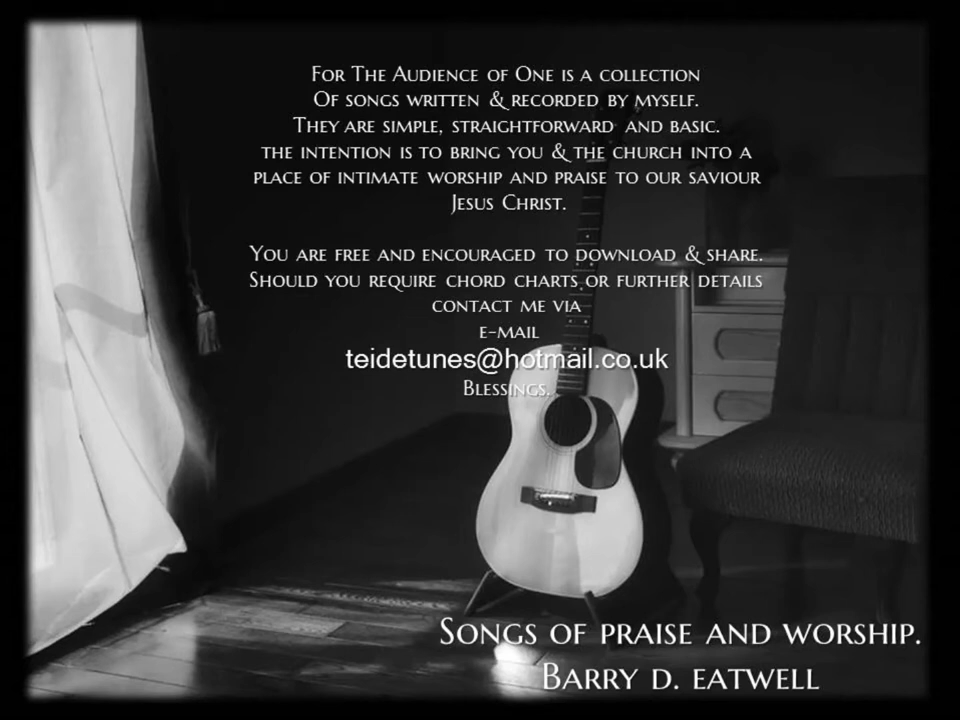 For The Audience of One is a collection
Of songs written & recorded by myself.
They are simple, straightforward and basic.
the intention is to bring you & the church into a
place of intimate worship and praise to our saviour
Jesus Christ.
You are free and encouraged to download & share.
Should you require chord charts or further details
contact me via
e-mail
teidetunes@hotmail.co.uk
Blessings.
Songs of praise and worship.
Barry d. eatwell